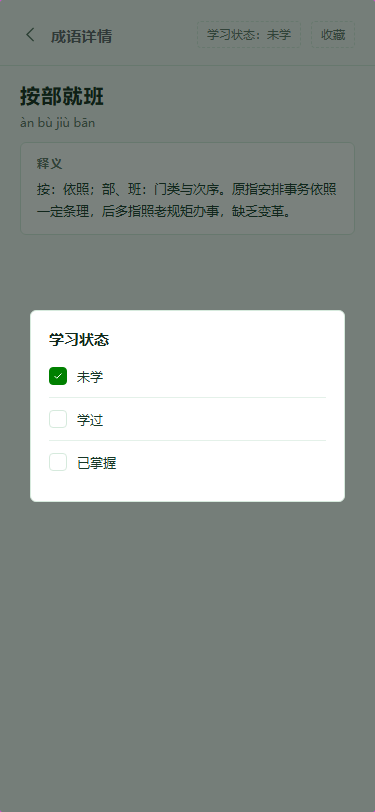 成语详情
学习状态：未学
收藏
按部就班
àn bù jiù bān
释义
按：依照；部、班：门类与次序。原指安排事务依照
一定条理，后多指照老规矩办事，缺乏变革。
学习状态
未学
学过
已掌握